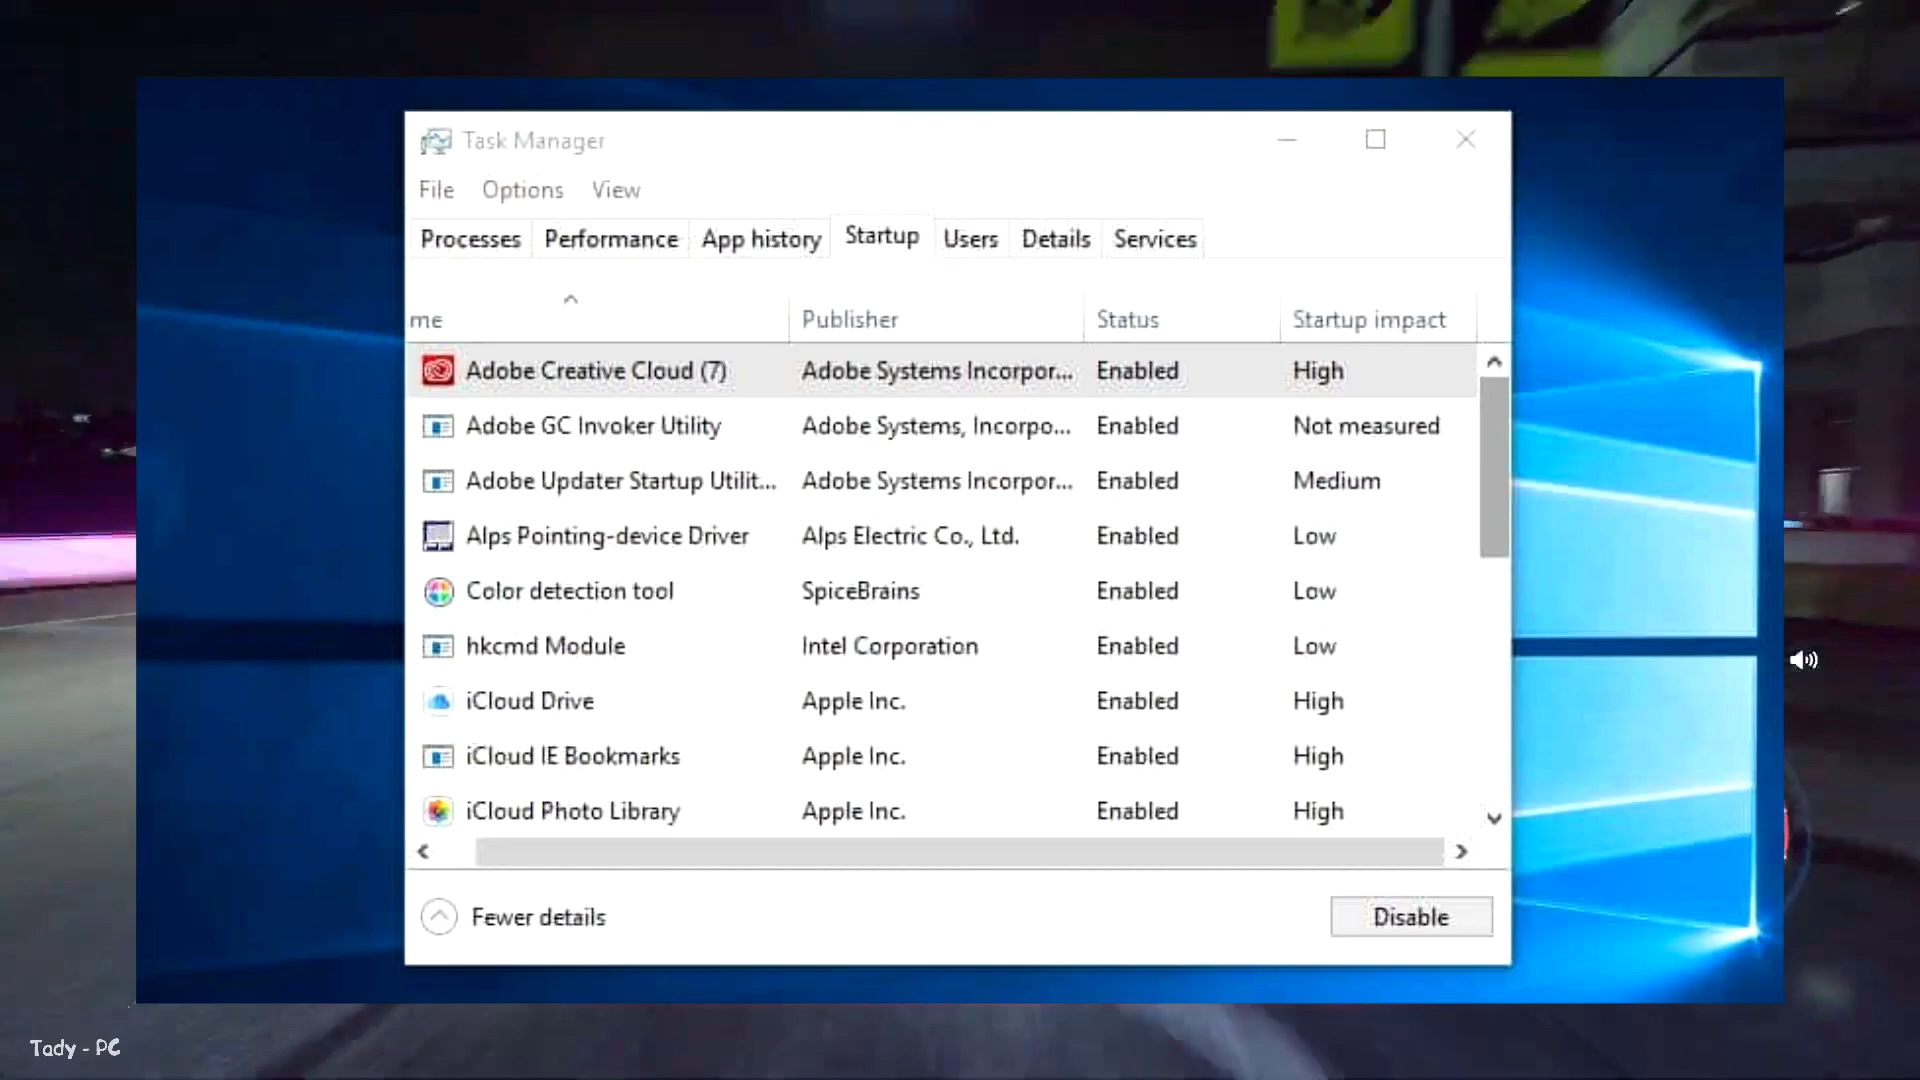 Task Manager
File Options View
Processes Performance App history Startup Users Details Services
me Publisher Status Startup impact
Adobe Creative Cloud (7) Adobe Systems Incorpor... Enabled High
Adobe GC Invoker Utility Adobe Systems, Incorpo... Enabled Not measured
Adobe Updater Startup Utilit... Adobe Systems Incorpor... Enabled Medium
Alps Pointing-device Driver Alps Electric Co., Ltd. Enabled Low
Color detection tool SpiceBrains Enabled Low
hkcmd Module Intel Corporation Enabled Low
iCloud Drive Apple Inc. Enabled High
iCloud IE Bookmarks Apple Inc. Enabled High
iCloud Photo Library Apple Inc. Enabled High
Fewer details Disable
Tady - PC